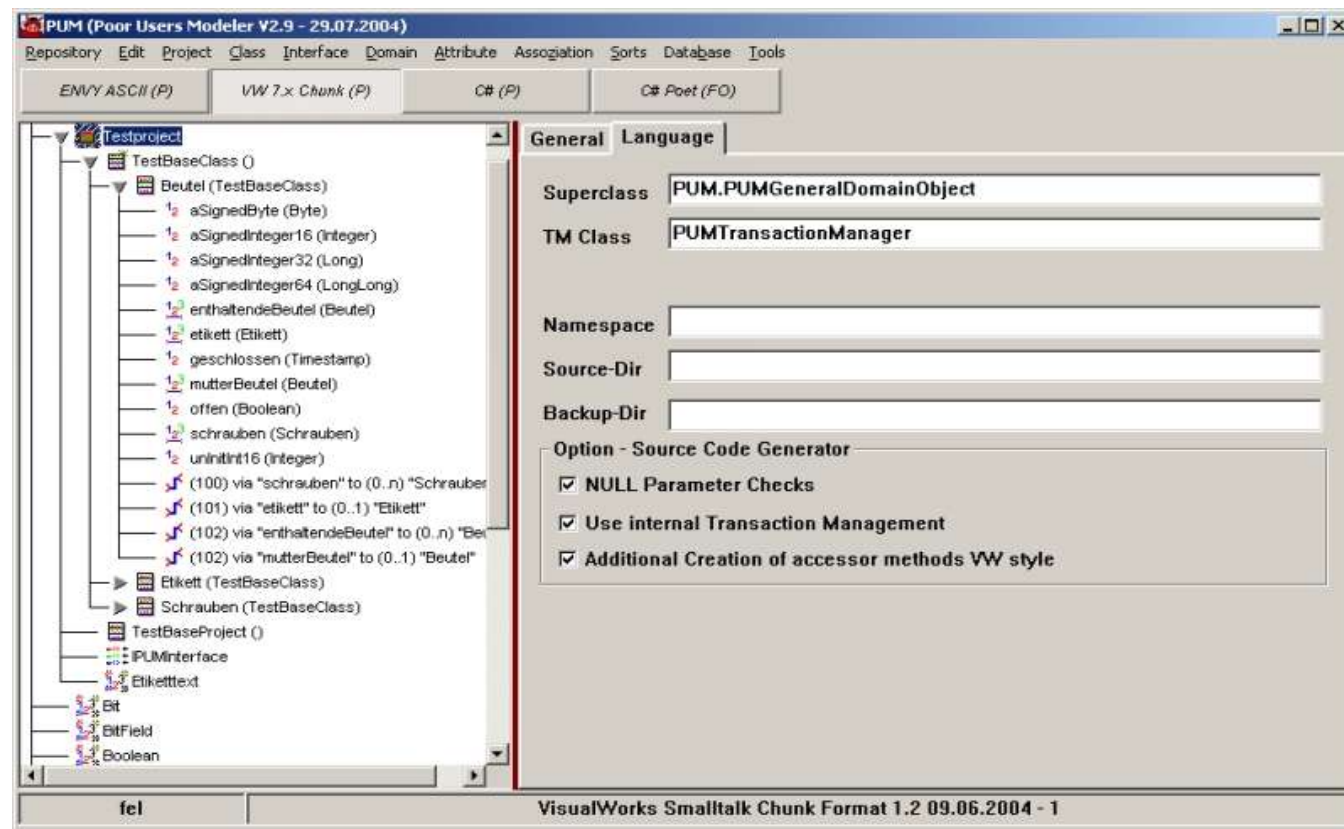 PUM (Poor Users Modeler V2.9 - 29.07.2004)
Repository Edit Project Class Interface Domain Attribute Assoziation Sorts Database Tools
ENVY ASCII (P) VW 7.x Chunk (P) C# (P) C# Poet (FO)
Testproject
TestBaseClass ()
Beutel (TestBaseClass)
aSignedByte (Byte)
aSignedInteger16 (Integer)
aSignedInteger32 (Long)
aSignedInteger64 (LongLong)
enthaltendeBeutel (Beutel)
etikett (Etikett)
geschlossen (Timestamp)
mutterBeutel (Beutel)
offen (Boolean)
schrauben (Schrauben)
unInitInt16 (Integer)
(100) via "schrauben" to (0..n) "Schrauben
(101) via "etikett" to (0..1) "Etikett"
(102) via "enthaltendeBeutel" to (0..n) "Beu
(102) via "mutterBeutel" to (0..1) "Beutel"
Etikett (TestBaseClass)
Schrauben (TestBaseClass)
TestBaseProject ()
IPUMInterface
Etiketttext
Bit
BitField
Boolean
General Language
Superclass PUM.PUMGeneralDomainObject
TM Class PUMTransactionManager
Namespace
Source-Dir
Backup-Dir
Option - Source Code Generator
NULL Parameter Checks
Use internal Transaction Management
Additional Creation of accessor methods VW style
fel VisualWorks Smalltalk Chunk Format 1.2 09.06.2004 - 1